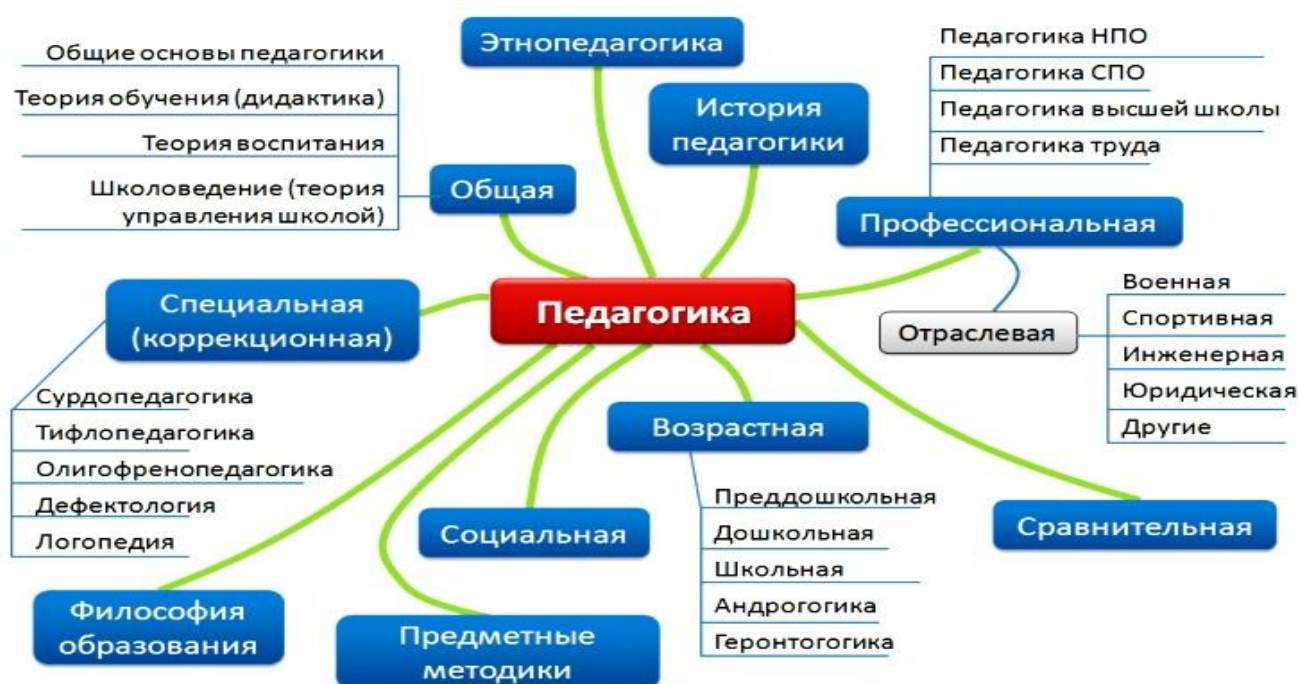 Этнопедагогика
История
педагогики
Общие основы педагогики
Теория обучения (дидактика)
Теория воспитания
Школоведение (теория
управления школой)
Общая
Педагогика НПО
Педагогика СПО
Педагогика высшей школы
Педагогика труда
Профессиональная
Педагогика
Специальная
(коррекционная)
Сурдопедагогика
Тифлопедагогика
Олигофренопедагогика
Дефектология
Логопедия
Отраслевая
Военная
Спортивная
Инженерная
Юридическая
Другие
Возрастная
Преддошкольная
Дошкольная
Школьная
Андрогогика
Геронтогогика
Социальная
Сравнительная
Философия
образования
Предметные
методики